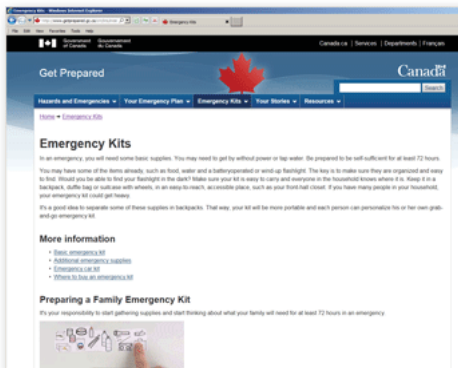 Emergency Kits - Windows Internet Explorer
Emergency Kits
File Edit View Favorites Tools Help
Government of Canada
Gouvernement du Canada
Canada.ca | Services | Departments | Français
Get Prepared
Canada
Search
Hazards and Emergencies Your Emergency Plan Emergency Kits Your Stories Resources
Home → Emergency Kits
Emergency Kits
In an emergency, you will need some basic supplies. You may need to get by without power or tap water. Be prepared to be self-sufficient for at least 72 hours.
You may have some of the items already, such as food, water and a battery-operated or wind-up flashlight. The key is to make sure they are organized and easy
to find. Would you be able to find your flashlight in the dark? Make sure your kit is easy to carry and everyone in the household knows where it is. Keep it in a
backpack, duffle bag or suitcase with wheels, in an easy-to-reach, accessible place, such as your front-hall closet. If you have many people in your household,
your emergency kit could get heavy.
It's a good idea to separate some of these supplies in backpacks. That way, your kit will be more portable and each person can personalize his or her own grab-
and-go emergency kit.
More information
Basic emergency kit
Additional emergency supplies
Emergency car kit
Where to buy an emergency kit
Preparing a Family Emergency Kit
It's your responsibility to start gathering supplies and start thinking about what your family will need for at least 72 hours in an emergency.